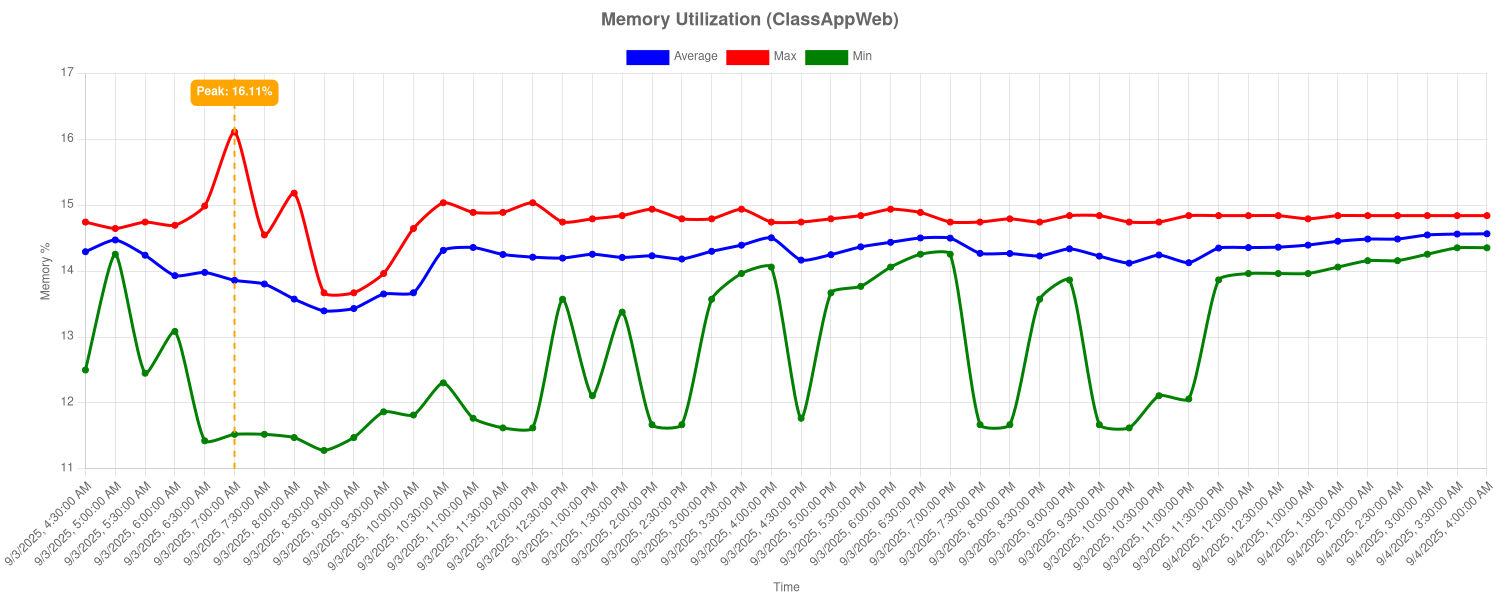 Memory Utilization (ClassAppWeb)
Average Max Min
Peak: 16.11%
17
16
15
14
13
12
11
Memory %
9/3/2025, 4:30:00 AM
9/3/2025, 5:00:00 AM
9/3/2025, 5:30:00 AM
9/3/2025, 6:00:00 AM
9/3/2025, 6:30:00 AM
9/3/2025, 7:00:00 AM
9/3/2025, 7:30:00 AM
9/3/2025, 8:00:00 AM
9/3/2025, 8:30:00 AM
9/3/2025, 9:00:00 AM
9/3/2025, 9:30:00 AM
9/3/2025, 10:00:00 AM
9/3/2025, 10:30:00 AM
9/3/2025, 11:00:00 AM
9/3/2025, 11:30:00 AM
9/3/2025, 12:00:00 PM
9/3/2025, 12:30:00 PM
9/3/2025, 1:00:00 PM
9/3/2025, 1:30:00 PM
9/3/2025, 2:00:00 PM
9/3/2025, 2:30:00 PM
9/3/2025, 3:00:00 PM
9/3/2025, 3:30:00 PM
9/3/2025, 4:00:00 PM
9/3/2025, 4:30:00 PM
9/3/2025, 5:00:00 PM
9/3/2025, 5:30:00 PM
9/3/2025, 6:00:00 PM
9/3/2025, 6:30:00 PM
9/3/2025, 7:00:00 PM
9/3/2025, 7:30:00 PM
9/3/2025, 8:00:00 PM
9/3/2025, 8:30:00 PM
9/3/2025, 9:00:00 PM
9/3/2025, 9:30:00 PM
9/3/2025, 10:00:00 PM
9/3/2025, 10:30:00 PM
9/3/2025, 11:00:00 PM
9/3/2025, 11:30:00 PM
9/4/2025, 12:00:00 AM
9/4/2025, 12:30:00 AM
9/4/2025, 1:00:00 AM
9/4/2025, 1:30:00 AM
9/4/2025, 2:00:00 AM
9/4/2025, 2:30:00 AM
9/4/2025, 3:00:00 AM
9/4/2025, 3:30:00 AM
9/4/2025, 4:00:00 AM
Time